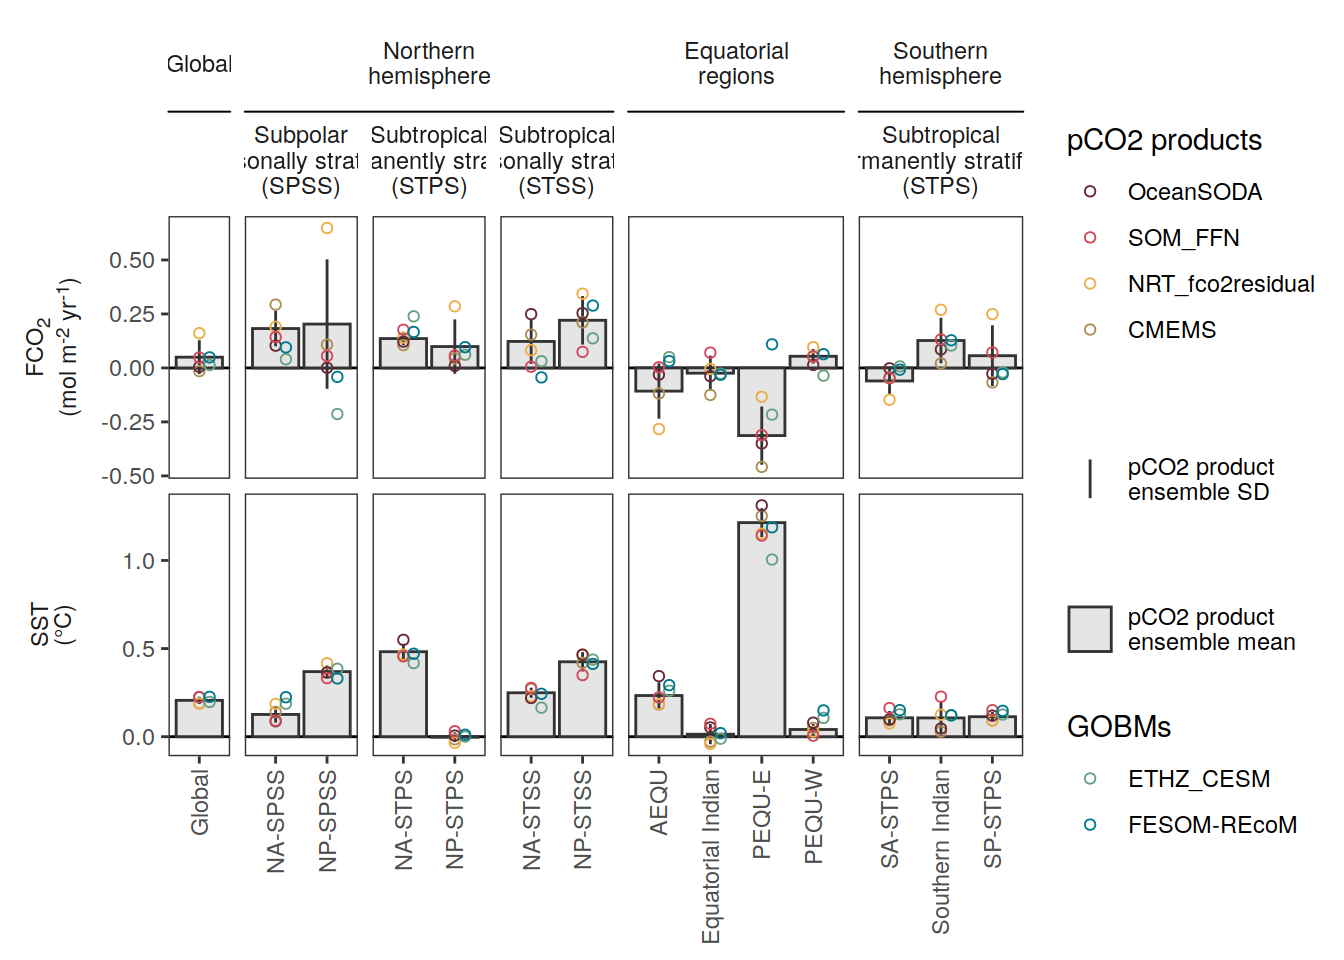 Global
Northern
hemisphere
Equatorial
regions
Southern
hemisphere
Subpolar
sonally strat
(SPSS)
Subtropical
anently stra
(STPS)
Subtropical
sonally strat
(STSS)
Subtropical
rmanently stratif
(STPS)
FCO2
(mol m-2 yr-1)
0.50
0.25
0.00
-0.25
-0.50
SST
(°C)
1.0
0.5
0.0
Global
NA-SPSS
NP-SPSS
NA-STPS
NP-STPS
NA-STSS
NP-STSS
AEQU
Equatorial Indian
PEQU-E
PEQU-W
SA-STPS
Southern Indian
SP-STPS
pCO2 products
OceanSODA
SOM_FFN
NRT_fco2residual
CMEMS
pCO2 product
ensemble SD
pCO2 product
ensemble mean
GOBMs
ETHZ_CESM
FESOM-REcoM